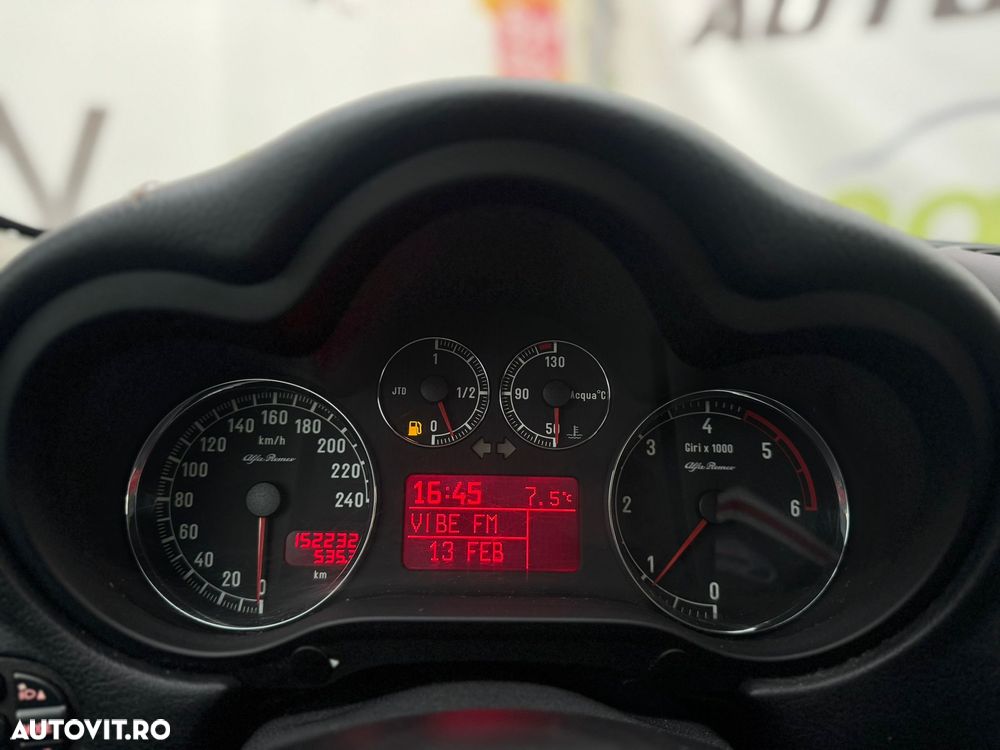 AUTO
1
JTD
1/2
0
130
90
Acqua°C
50
km/h
Alfa Romeo
0
20
40
60
80
100
120
140
160
180
200
220
240
152232
535.
km
16:45
7.5°C
VIBE FM
13 FEB
Giri x 1000
Alfa Romeo
0
1
2
3
4
5
6
AUTOVIT.RO